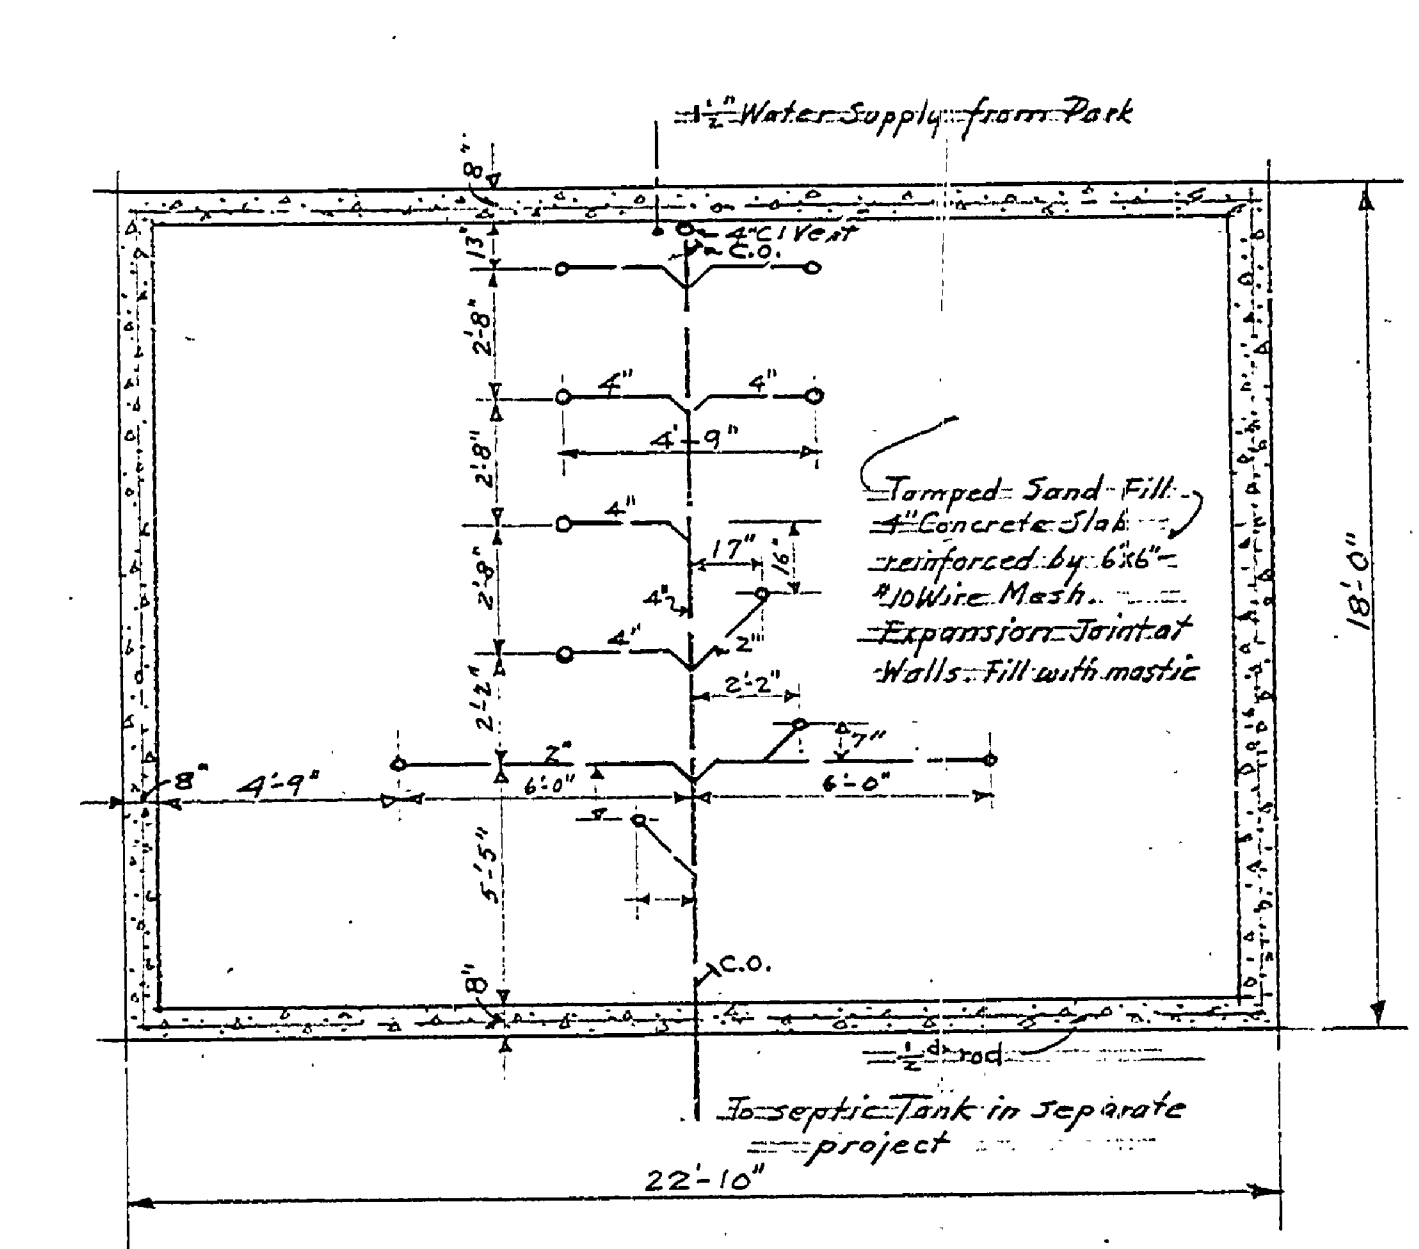 1½" Water Supply from Park
8"
13"
4" C I Vent
C.O.
2'-8"
4"
4"
4'-9"
2'-8"
4"
17"
16"
Tamped Sand Fill
4" Concrete Slab
reinforced by 6"x6"-
#10 Wire Mesh.
Expansion Joint at
Walls. Fill with mastic
18'-0"
2'-8"
4"
4"
2"
2'-2"
2'-2"
7"
2"
8"
4'-9"
6'-0"
6'-0"
5'-5"
C.O.
8"
½" rod
To septic Tank in separate
project
22'-10"